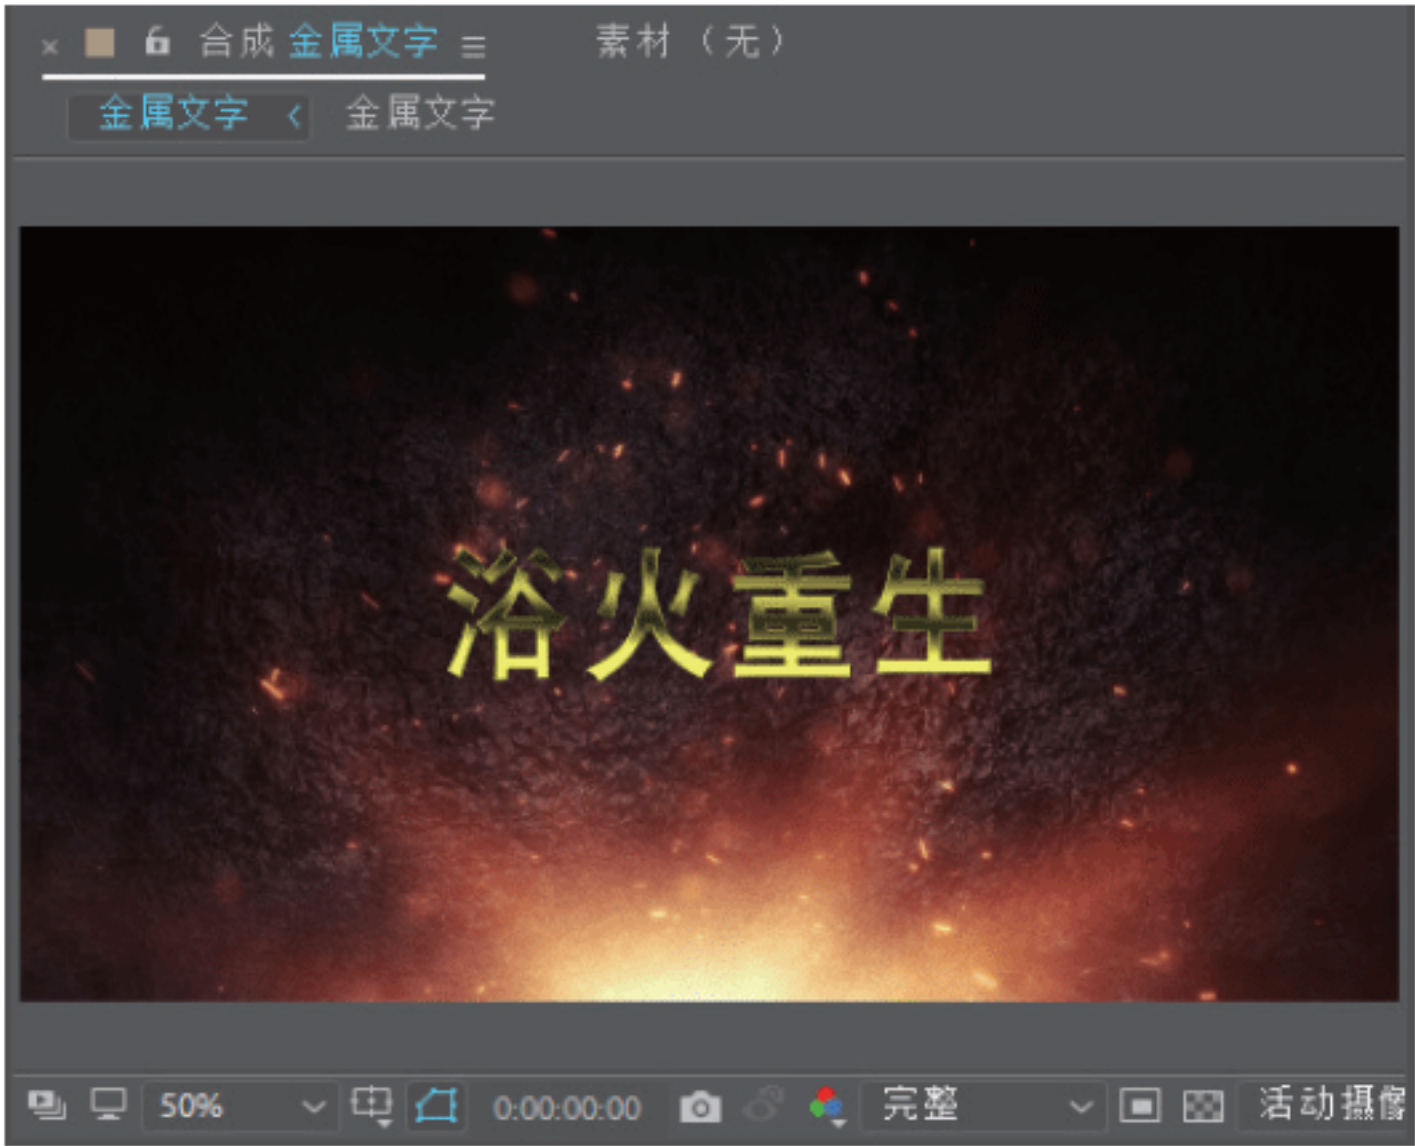 合成 金属文字 素材（无）
金属文字 金属文字
浴火重生
50% 0:00:00:00 完整 活动摄像